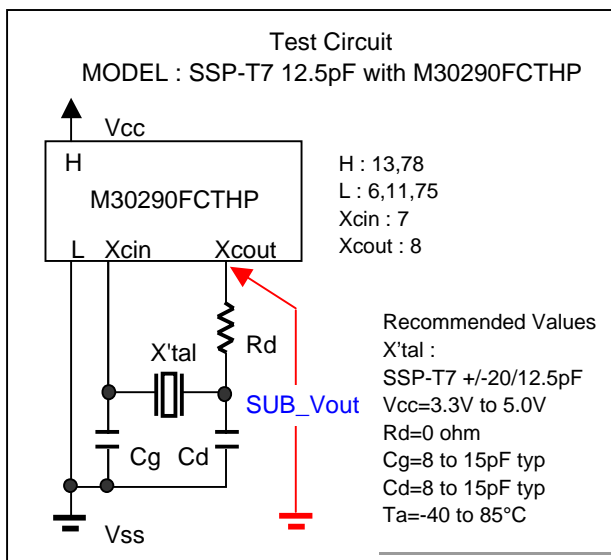 Test Circuit
MODEL : SSP-T7 12.5pF with M30290FCTHP
Vcc
H
M30290FCTHP
L Xcin Xcout
H : 13,78
L : 6,11,75
Xcin : 7
Xcout : 8
X'tal
Rd
SUB_Vout
Cg Cd
Vss
Recommended Values
X'tal :
SSP-T7 +/-20/12.5pF
Vcc=3.3V to 5.0V
Rd=0 ohm
Cg=8 to 15pF typ
Cd=8 to 15pF typ
Ta=-40 to 85°C